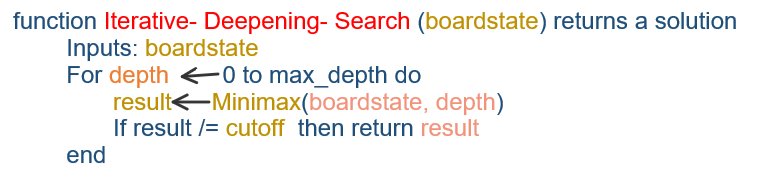 function Iterative- Deepening- Search (boardstate) returns a solution
Inputs: boardstate
For depth ← 0 to max_depth do
result ← Minimax(boardstate, depth)
If result /= cutoff then return result
end